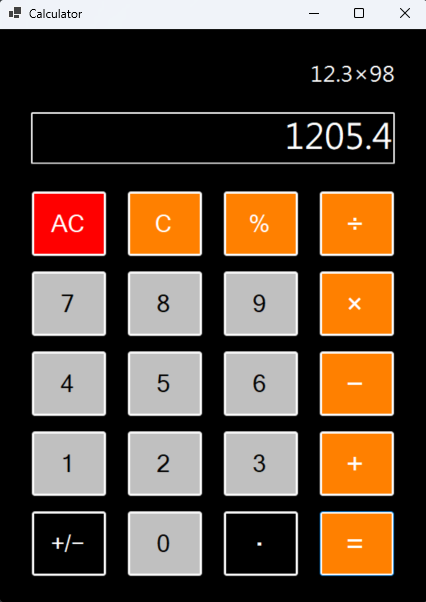 Calculator
12.3×98
1205.4
AC C % ÷
7 8 9 ×
4 5 6 −
1 2 3 +
+/− 0 . =